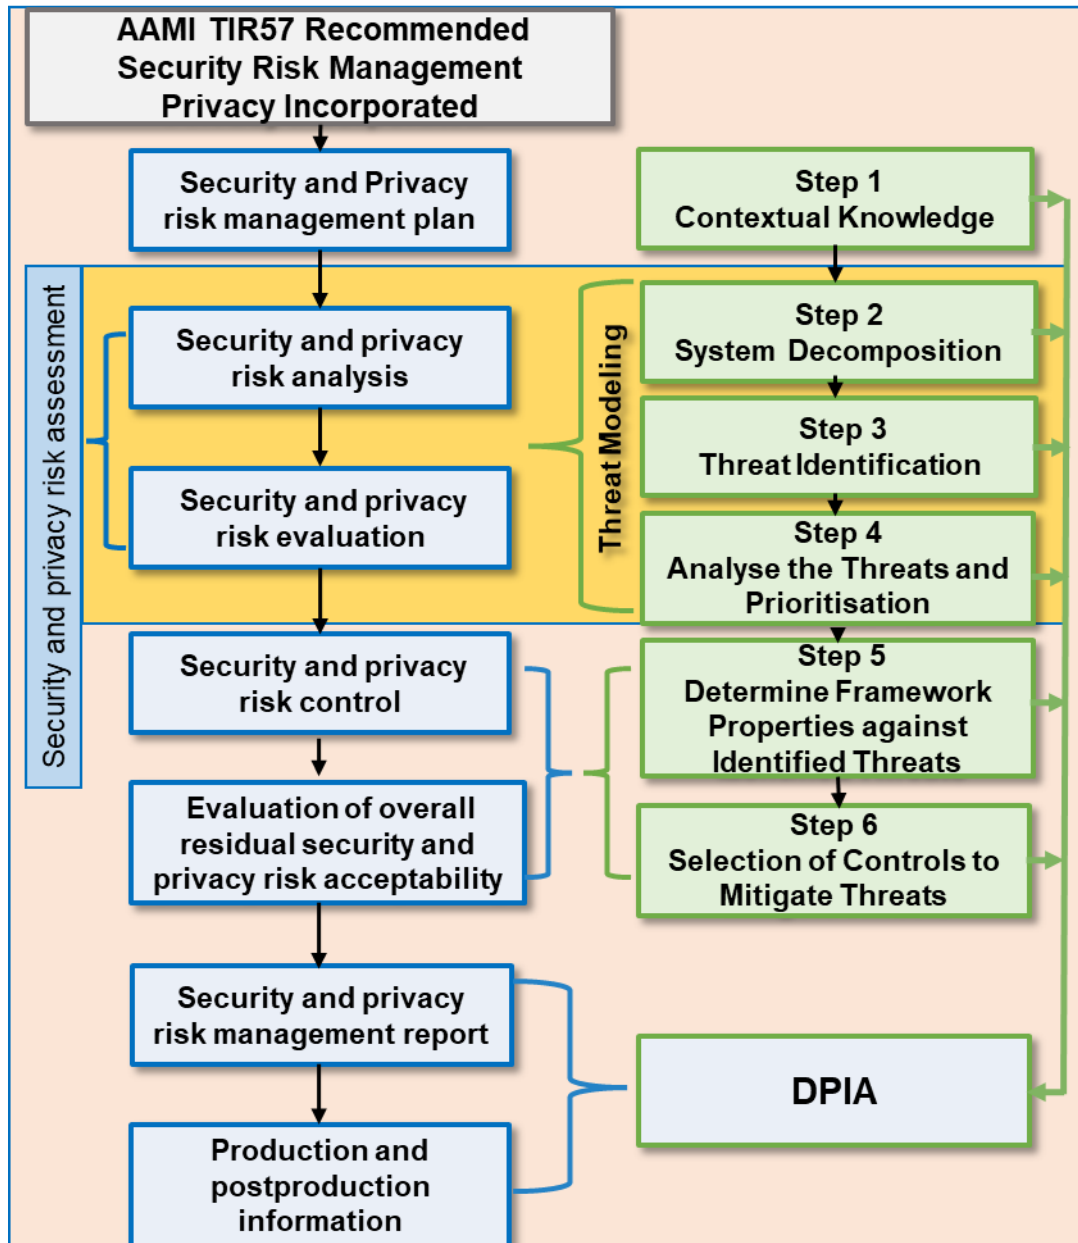 AAMI TIR57 Recommended
Security Risk Management
Privacy Incorporated
Security and Privacy
risk management plan
Step 1
Contextual Knowledge
Security and privacy risk assessment
Security and privacy
risk analysis
Security and privacy
risk evaluation
Threat Modeling
Step 2
System Decomposition
Step 3
Threat Identification
Step 4
Analyse the Threats and
Prioritisation
Security and privacy
risk control
Evaluation of overall
residual security and
privacy risk acceptability
Step 5
Determine Framework
Properties against
Identified Threats
Step 6
Selection of Controls to
Mitigate Threats
Security and privacy
risk management report
Production and
postproduction
information
DPIA